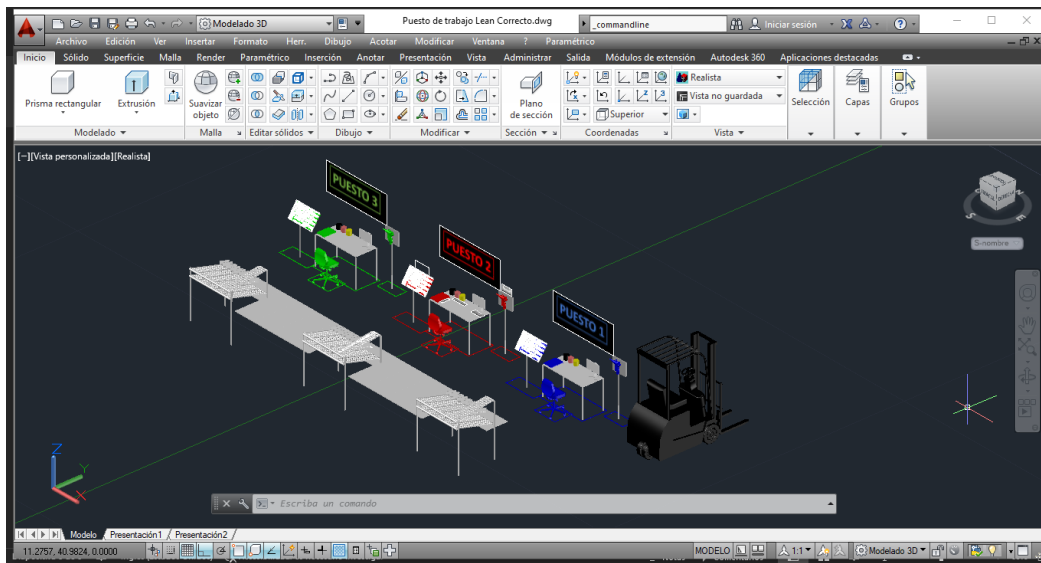 Modelado 3D
Puesto de trabajo Lean Correcto.dwg
_commandline
Iniciar sesión
Archivo Edición Ver Insertar Formato Herr. Dibujo Acotar Modificar Presentación Ventana ? Paramétrico
Inicio Sólido Superficie Malla Render Paramétrico Inserción Anotar Presentación Vista Administrar Salida Módulos de extensión Autodesk 360 Aplicaciones destacadas
Prisma rectangular
Extrusión
Suavizar
objeto
Plano
de sección
Superior
Realista
Vista no guardada
Selección
Capas
Grupos
Modelado
Malla
Editar sólidos
Dibujo
Modificar
Sección
Coordenadas
Vista
[−][Vista personalizada][Realista]
PUESTO 3
PUESTO 2
PUESTO 1
S-nombre
Z
Y
X
Escriba un comando
Modelo Presentación1 Presentación2
11.2757, 40.9824, 0.0000
MODELO
1:1
Modelado 3D